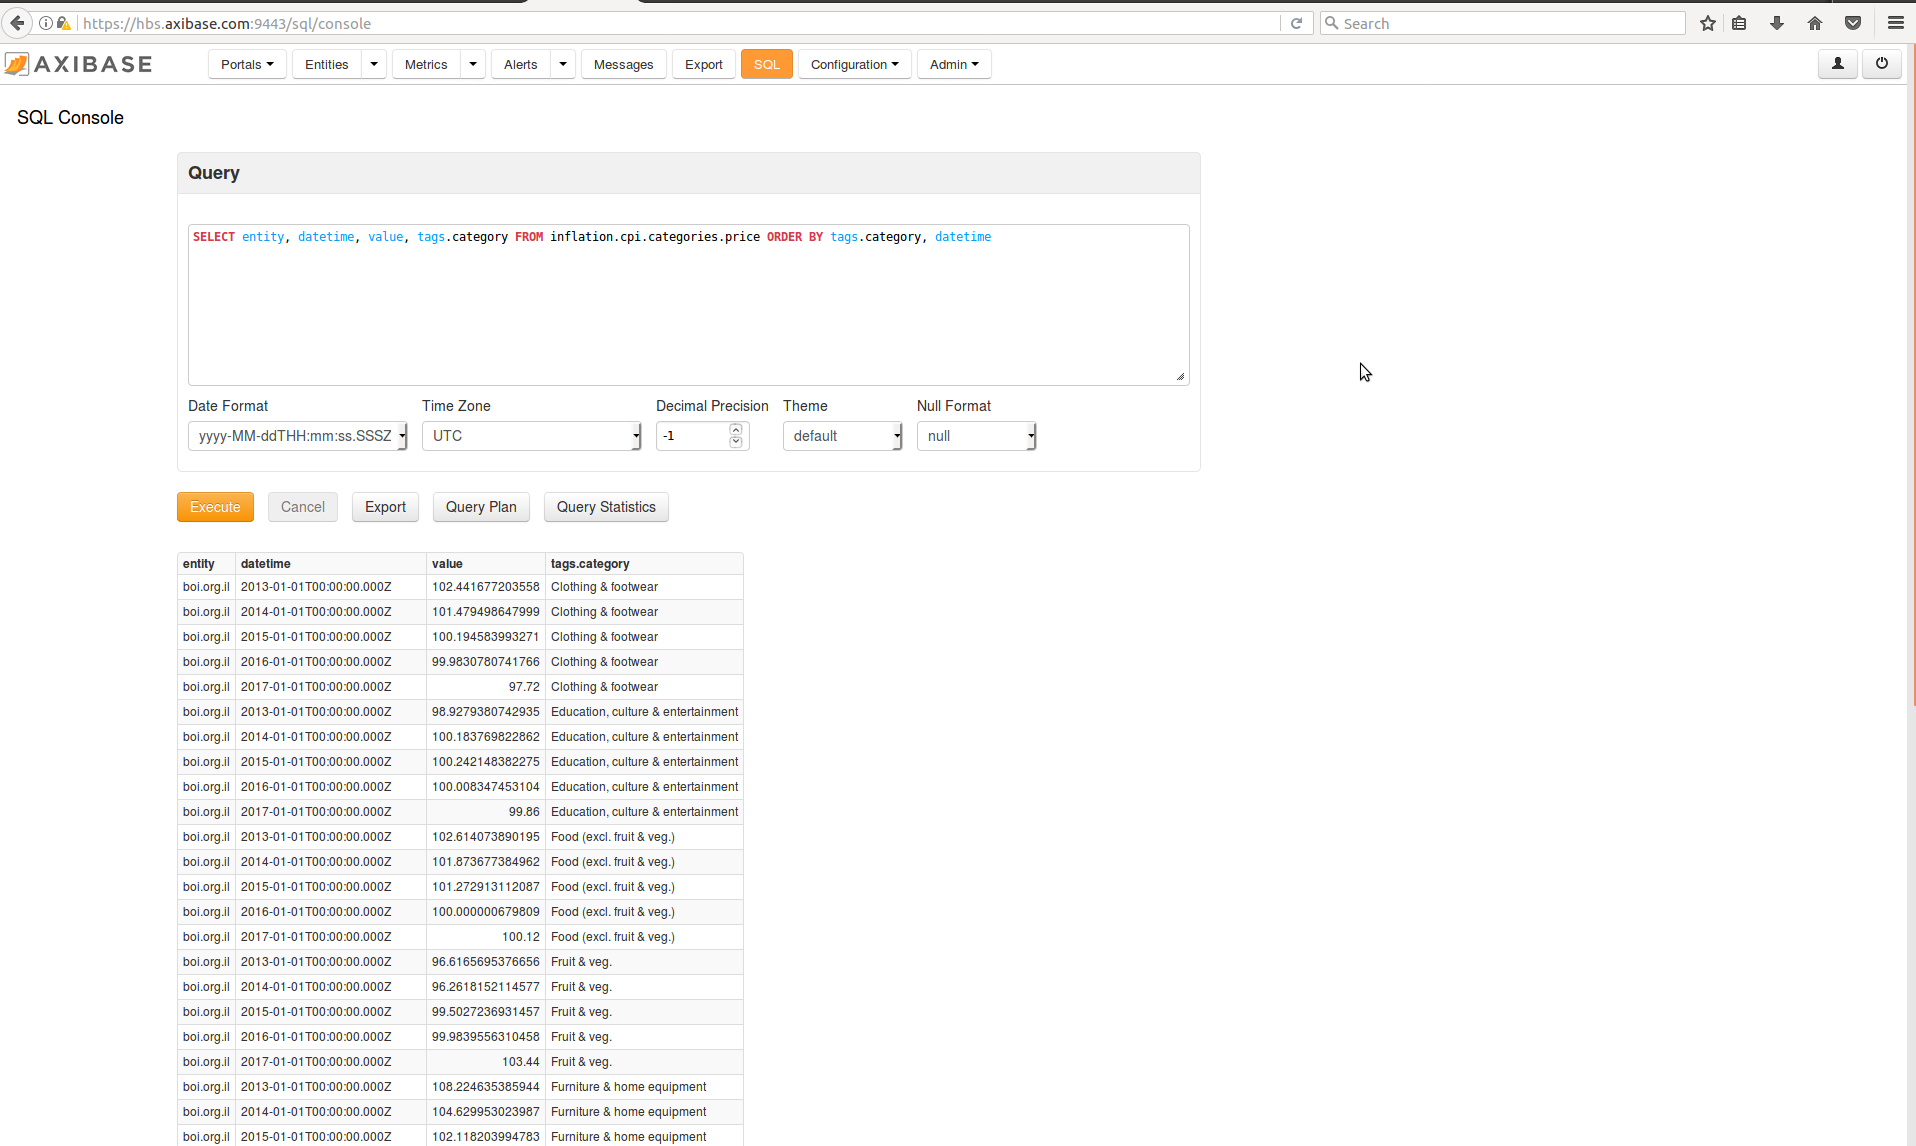 https://hbs.axibase.com:9443/sql/console
Search
AXIBASE
Portals Entities Metrics Alerts Messages Export SQL Configuration Admin
SQL Console
Query
SELECT entity, datetime, value, tags.category FROM inflation.cpi.categories.price ORDER BY tags.category, datetime
Date Format Time Zone Decimal Precision Theme Null Format
yyyy-MM-ddTHH:mm:ss.SSSZ UTC -1 default null
Execute Cancel Export Query Plan Query Statistics
entity datetime value tags.category
boi.org.il 2013-01-01T00:00:00.000Z 102.441677203558 Clothing & footwear
boi.org.il 2014-01-01T00:00:00.000Z 101.479498647999 Clothing & footwear
boi.org.il 2015-01-01T00:00:00.000Z 100.194583993271 Clothing & footwear
boi.org.il 2016-01-01T00:00:00.000Z 99.9830780741766 Clothing & footwear
boi.org.il 2017-01-01T00:00:00.000Z 97.72 Clothing & footwear
boi.org.il 2013-01-01T00:00:00.000Z 98.9279380742935 Education, culture & entertainment
boi.org.il 2014-01-01T00:00:00.000Z 100.183769822862 Education, culture & entertainment
boi.org.il 2015-01-01T00:00:00.000Z 100.242148382275 Education, culture & entertainment
boi.org.il 2016-01-01T00:00:00.000Z 100.008347453104 Education, culture & entertainment
boi.org.il 2017-01-01T00:00:00.000Z 99.86 Education, culture & entertainment
boi.org.il 2013-01-01T00:00:00.000Z 102.614073890195 Food (excl. fruit & veg.)
boi.org.il 2014-01-01T00:00:00.000Z 101.873677384962 Food (excl. fruit & veg.)
boi.org.il 2015-01-01T00:00:00.000Z 101.272913112087 Food (excl. fruit & veg.)
boi.org.il 2016-01-01T00:00:00.000Z 100.000000679809 Food (excl. fruit & veg.)
boi.org.il 2017-01-01T00:00:00.000Z 100.12 Food (excl. fruit & veg.)
boi.org.il 2013-01-01T00:00:00.000Z 96.6165695376656 Fruit & veg.
boi.org.il 2014-01-01T00:00:00.000Z 96.2618152114577 Fruit & veg.
boi.org.il 2015-01-01T00:00:00.000Z 99.5027236931457 Fruit & veg.
boi.org.il 2016-01-01T00:00:00.000Z 99.9839556310458 Fruit & veg.
boi.org.il 2017-01-01T00:00:00.000Z 103.44 Fruit & veg.
boi.org.il 2013-01-01T00:00:00.000Z 108.224635385944 Furniture & home equipment
boi.org.il 2014-01-01T00:00:00.000Z 104.629953023987 Furniture & home equipment
boi.org.il 2015-01-01T00:00:00.000Z 102.118203994783 Furniture & home equipment